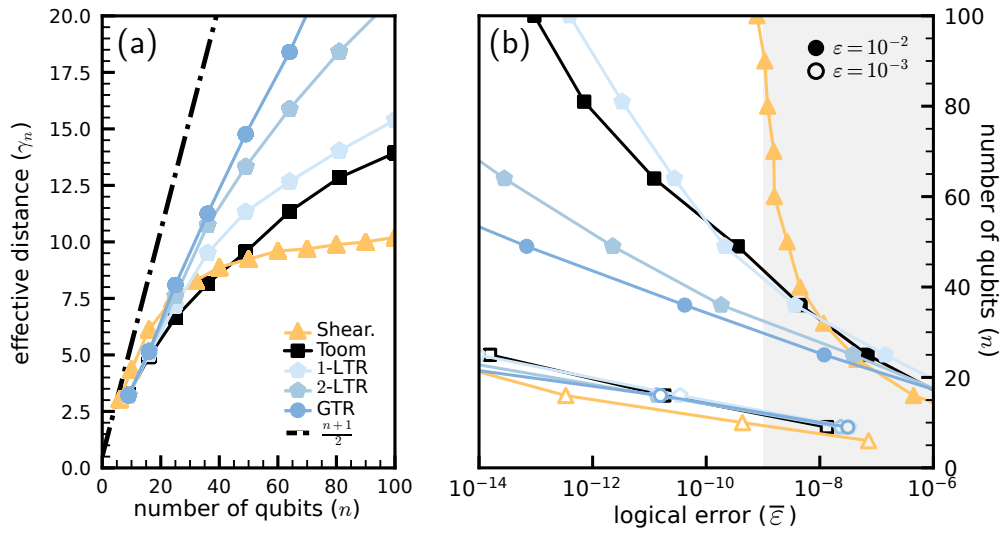 (a)
effective distance (γₙ)
20.0
17.5
15.0
12.5
10.0
7.5
5.0
2.5
0.0
Shear.
Toom
1-LTR
2-LTR
GTR
n+1
2
0 20 40 60 80 100
number of qubits (n)
(b)
ε = 10⁻²
ε = 10⁻³
100
80
60
40
20
0
number of qubits (n)
10⁻¹⁴ 10⁻¹² 10⁻¹⁰ 10⁻⁸ 10⁻⁶
logical error (ε̅)